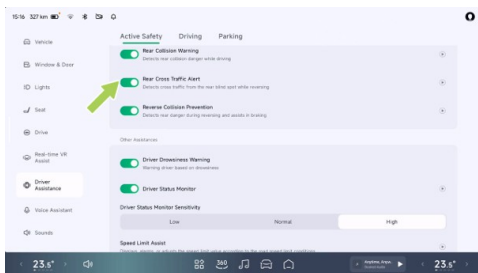 15:16 327 km
Active Safety Driving Parking
Vehicle
Window & Door
Lights
Seat
Drive
Real-time VR
Assist
Driver
Assistance
Voice Assistant
Sounds
Rear Collision Warning
Detects rear collision danger while driving
Rear Cross Traffic Alert
Detects cross traffic from the rear blind spot while reversing
Reverse Collision Prevention
Detects rear danger during reversing and assists in braking
Other Assistances
Driver Drowsiness Warning
Warning driver based on drowsiness
Driver Status Monitor
Driver Status Monitor Sensitivity
Low Normal High
Speed Limit Assist
23.5° 360 23.5°